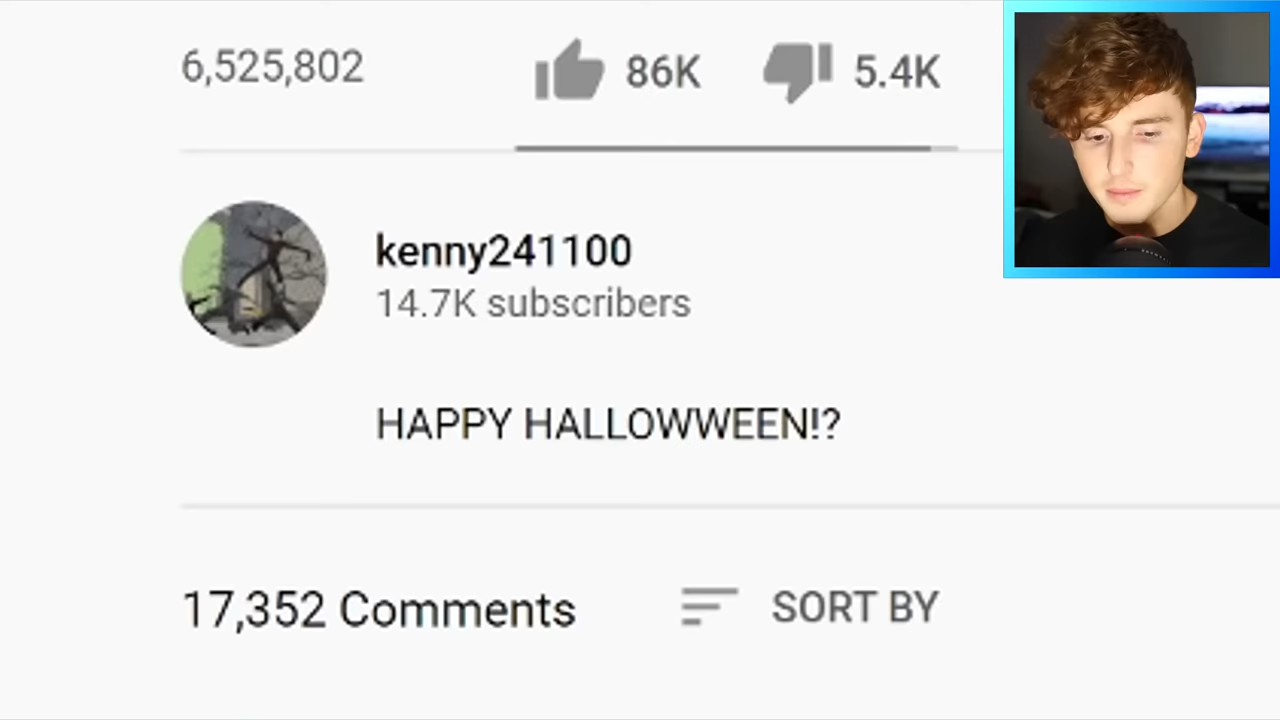 6,525,802 86K 5.4K
kenny241100
14.7K subscribers
HAPPY HALLOWWEEN!?
17,352 Comments SORT BY